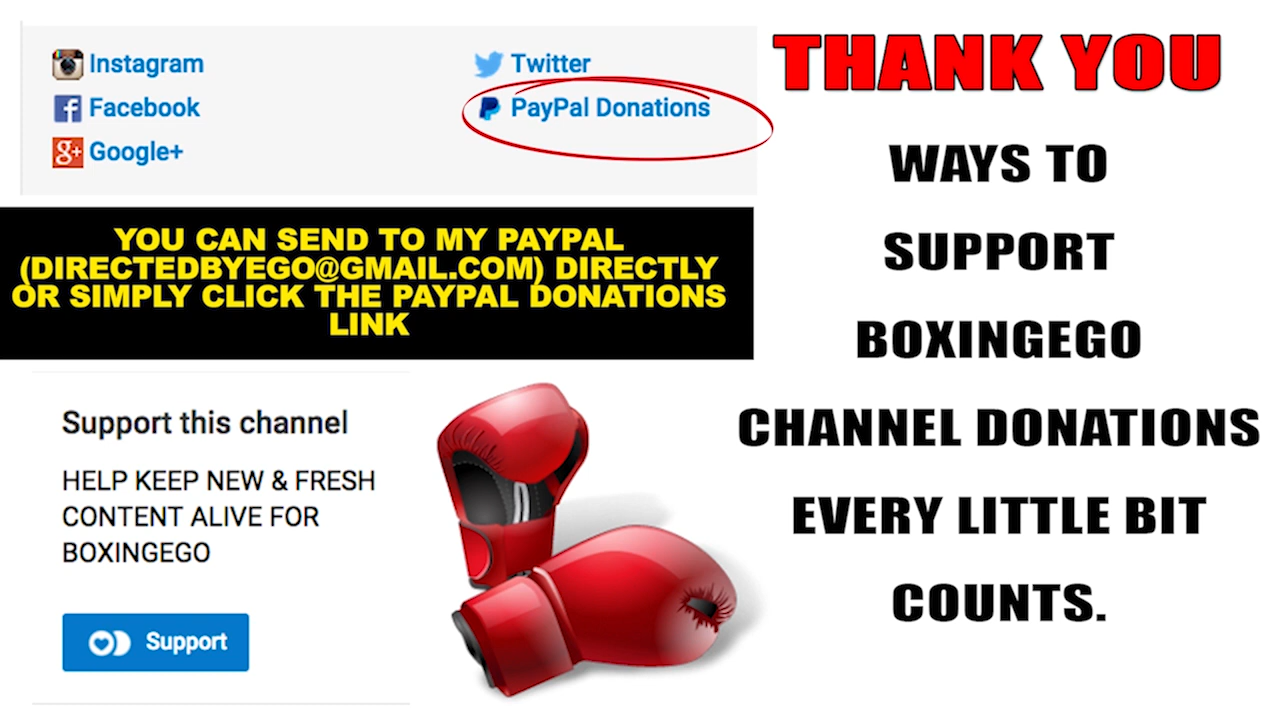 Instagram
Twitter
Facebook
PayPal Donations
Google+
YOU CAN SEND TO MY PAYPAL
(DIRECTEDBYEGO@GMAIL.COM) DIRECTLY
OR SIMPLY CLICK THE PAYPAL DONATIONS
LINK
Support this channel
HELP KEEP NEW & FRESH
CONTENT ALIVE FOR
BOXINGEGO
Support
THANK YOU
WAYS TO
SUPPORT
BOXINGEGO
CHANNEL DONATIONS
EVERY LITTLE BIT
COUNTS.